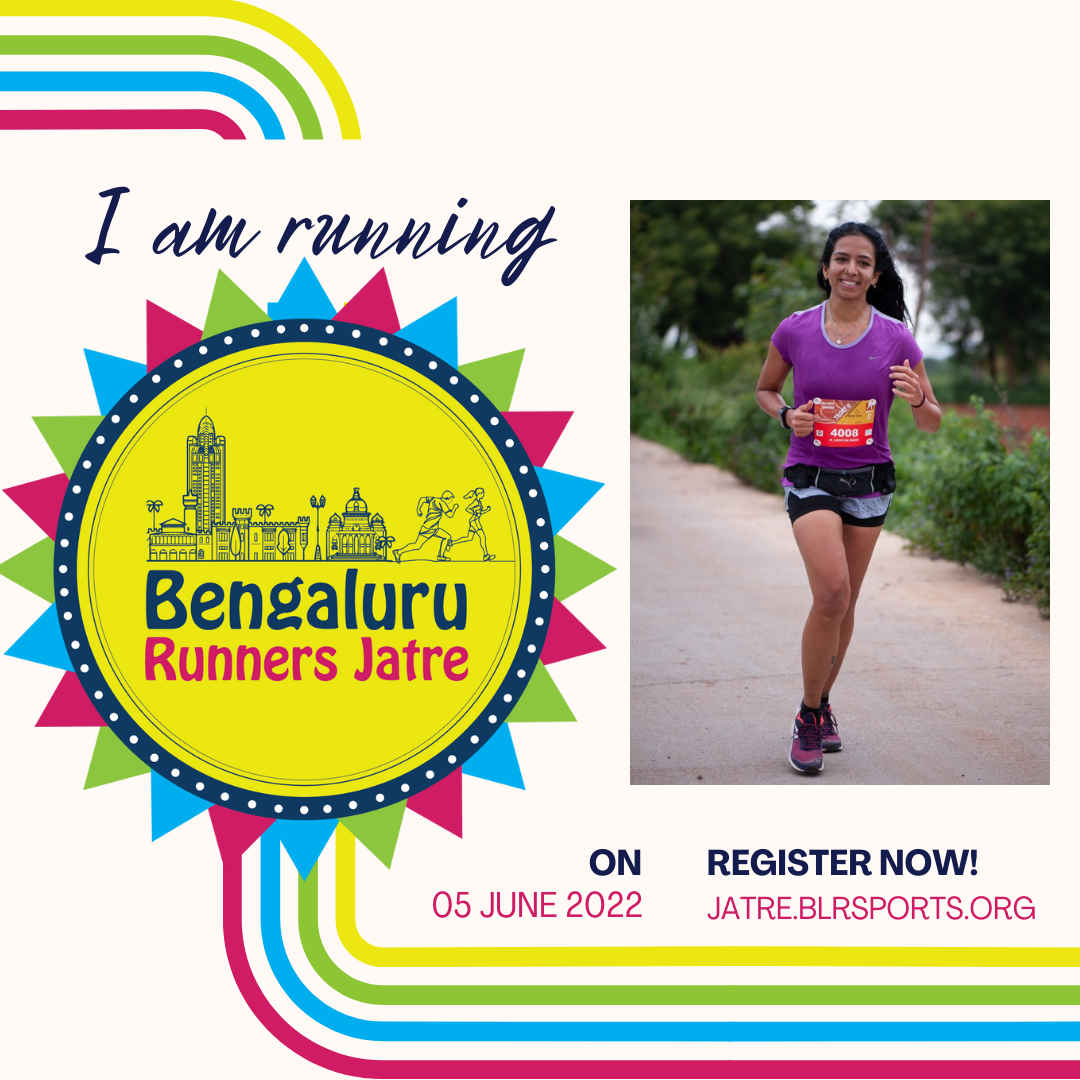 I am running
Bengaluru
Runners Jatre
4008
ON
05 JUNE 2022
REGISTER NOW!
JATRE.BLRSPORTS.ORG